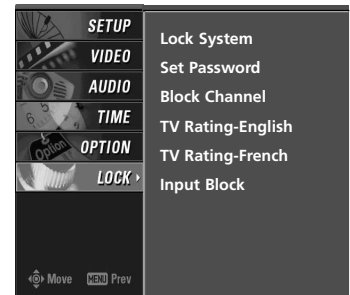 SETUP
VIDEO
AUDIO
TIME
OPTION
LOCK
Lock System
Set Password
Block Channel
TV Rating-English
TV Rating-French
Input Block
Move MENU Prev